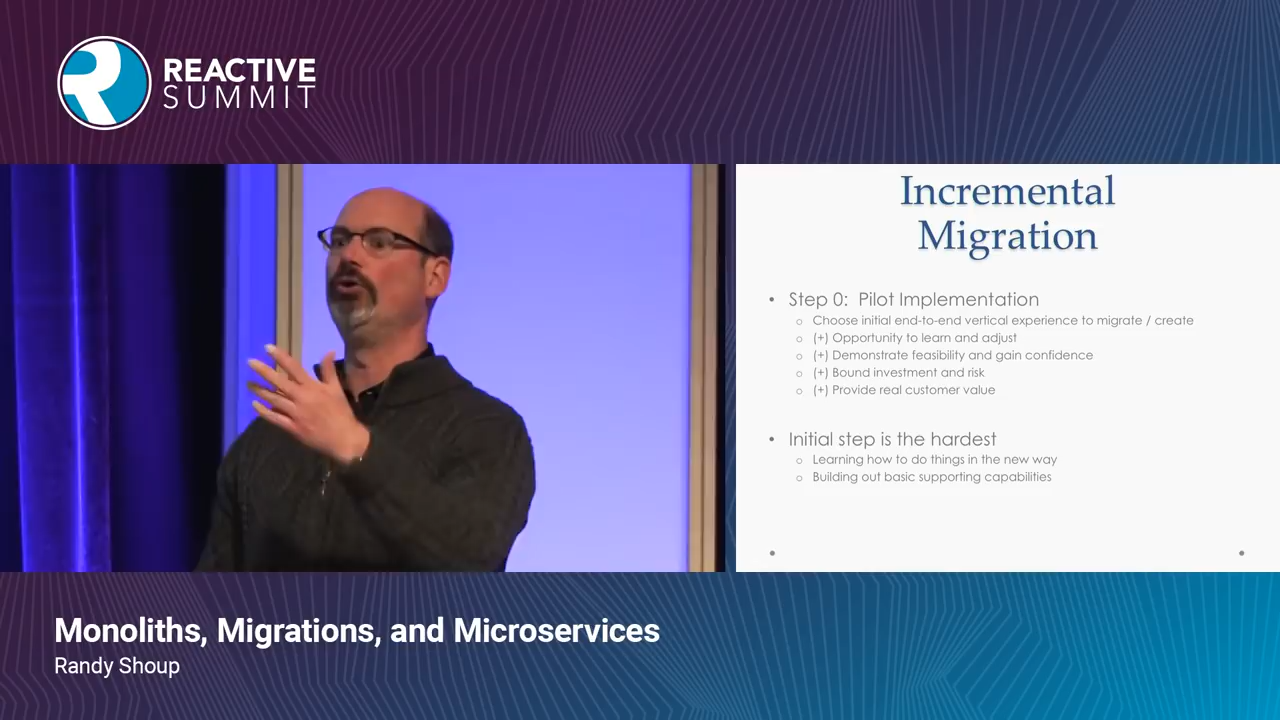 REACTIVE
SUMMIT
Incremental
Migration
• Step 0: Pilot Implementation
o Choose initial end-to-end vertical experience to migrate / create
o (+) Opportunity to learn and adjust
o (+) Demonstrate feasibility and gain confidence
o (+) Bound investment and risk
o (+) Provide real customer value
• Initial step is the hardest
o Learning how to do things in the new way
o Building out basic supporting capabilities
Monoliths, Migrations, and Microservices
Randy Shoup